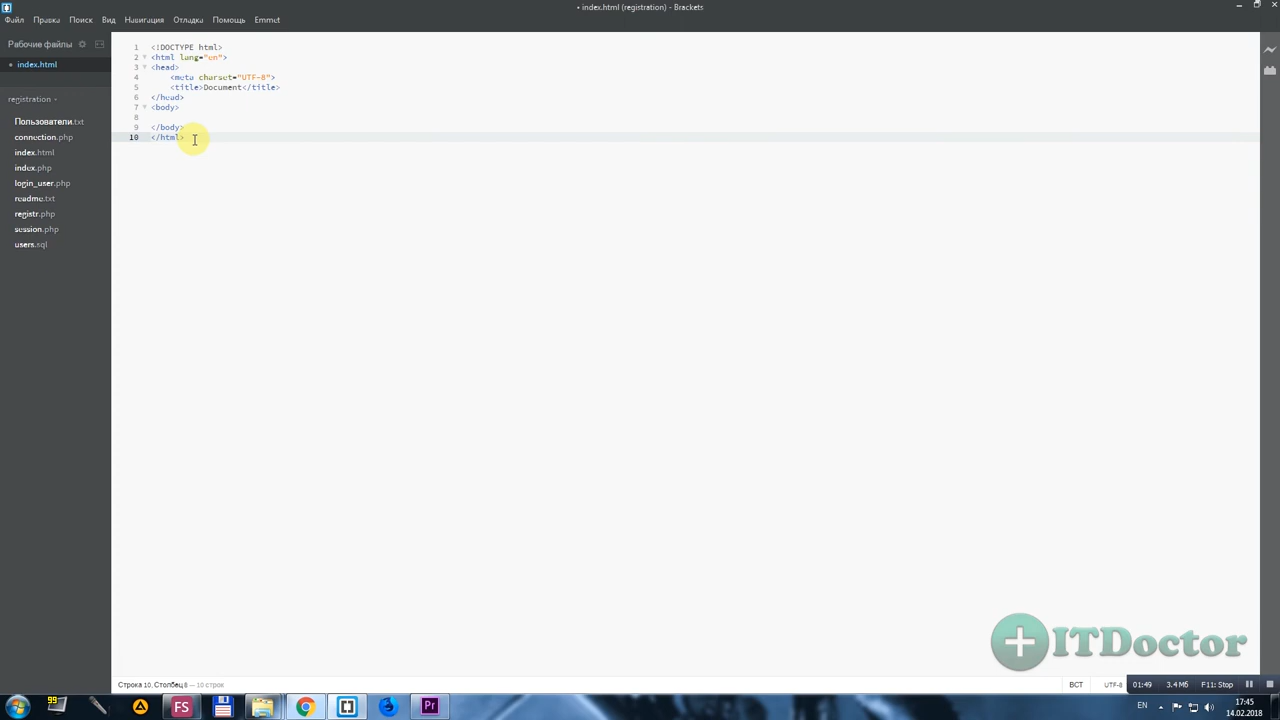 • index.html (registration) - Brackets
Файл Правка Поиск Вид Навигация Отладка Помощь Emmet
Рабочие файлы
• index.html
registration
Пользователи.txt
connection.php
index.html
index.php
login_user.php
readme.txt
registr.php
session.php
users.sql
1 <!DOCTYPE html>
2 <html lang="en">
3 <head>
4 <meta charset="UTF-8">
5 <title>Document</title>
6 </head>
7 <body>
8
9 </body>
10 </html>
ITDoctor
Строка 10, Столбец 8 — 10 строк
ВСТ UTF-8 01:49 3.4 Мб F11: Stop
99 FS Pr
EN 17:45
14.02.2018